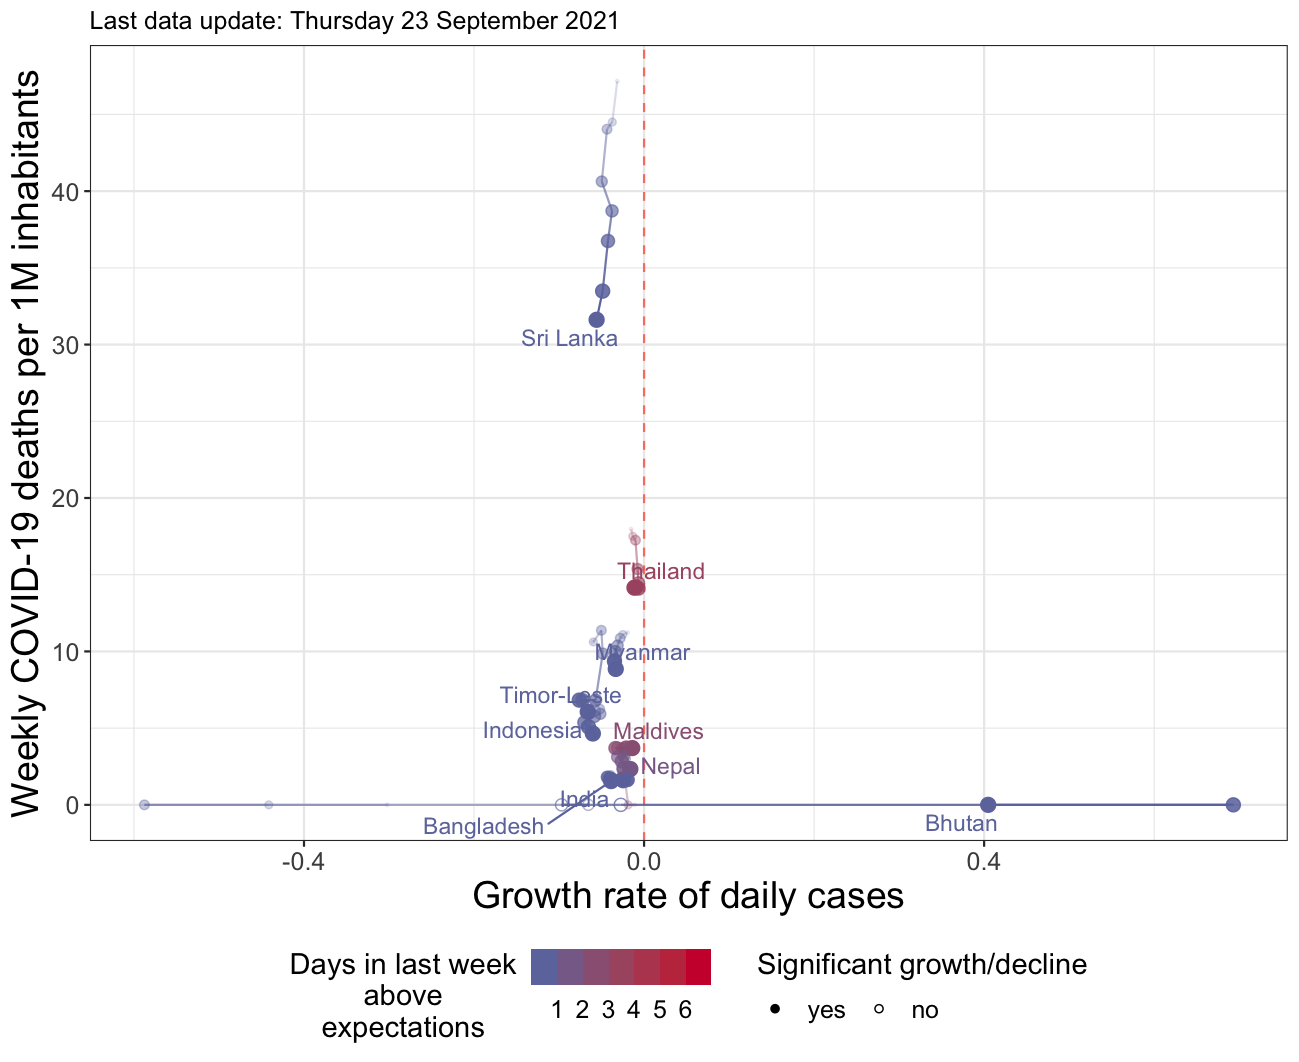 Last data update: Thursday 23 September 2021
Weekly COVID-19 deaths per 1M inhabitants
40
30
20
10
0
Sri Lanka
Thailand
Myanmar
Timor-Leste
Indonesia
Maldives
Nepal
India
Bangladesh
Bhutan
-0.4
0.0
0.4
Growth rate of daily cases
Days in last week
above
expectations
1 2 3 4 5 6
Significant growth/decline
yes
no